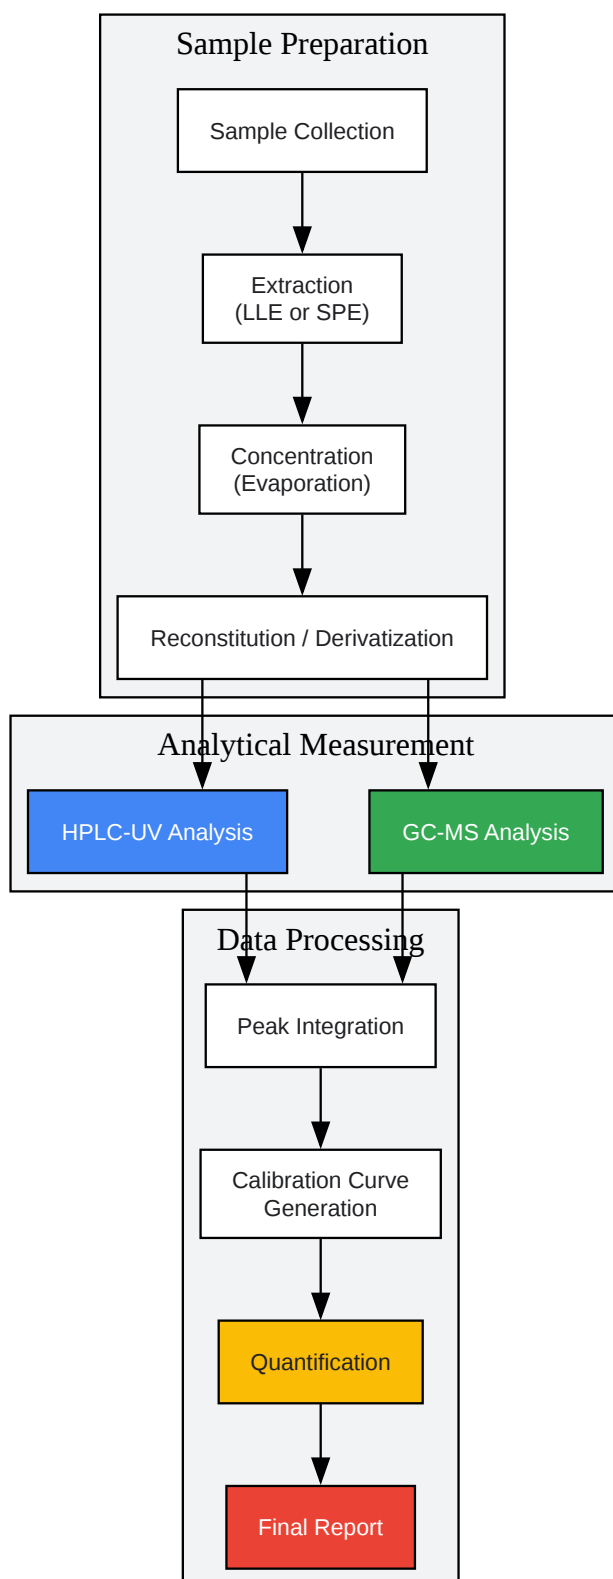 Sample Preparation
Sample Collection
Extraction
(LLE or SPE)
Concentration
(Evaporation)
Reconstitution / Derivatization
Analytical Measurement
HPLC-UV Analysis
GC-MS Analysis
Data Processing
Peak Integration
Calibration Curve
Generation
Quantification
Final Report